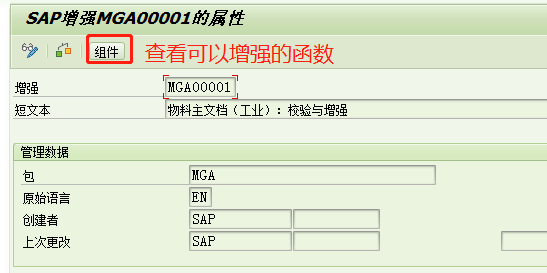 SAP增强MGA00001的属性
组件 查看可以增强的函数
增强 MGA00001
短文本 物料主文档（工业）：校验与增强
管理数据
包 MGA
原始语言 EN
创建者 SAP
上次更改 SAP